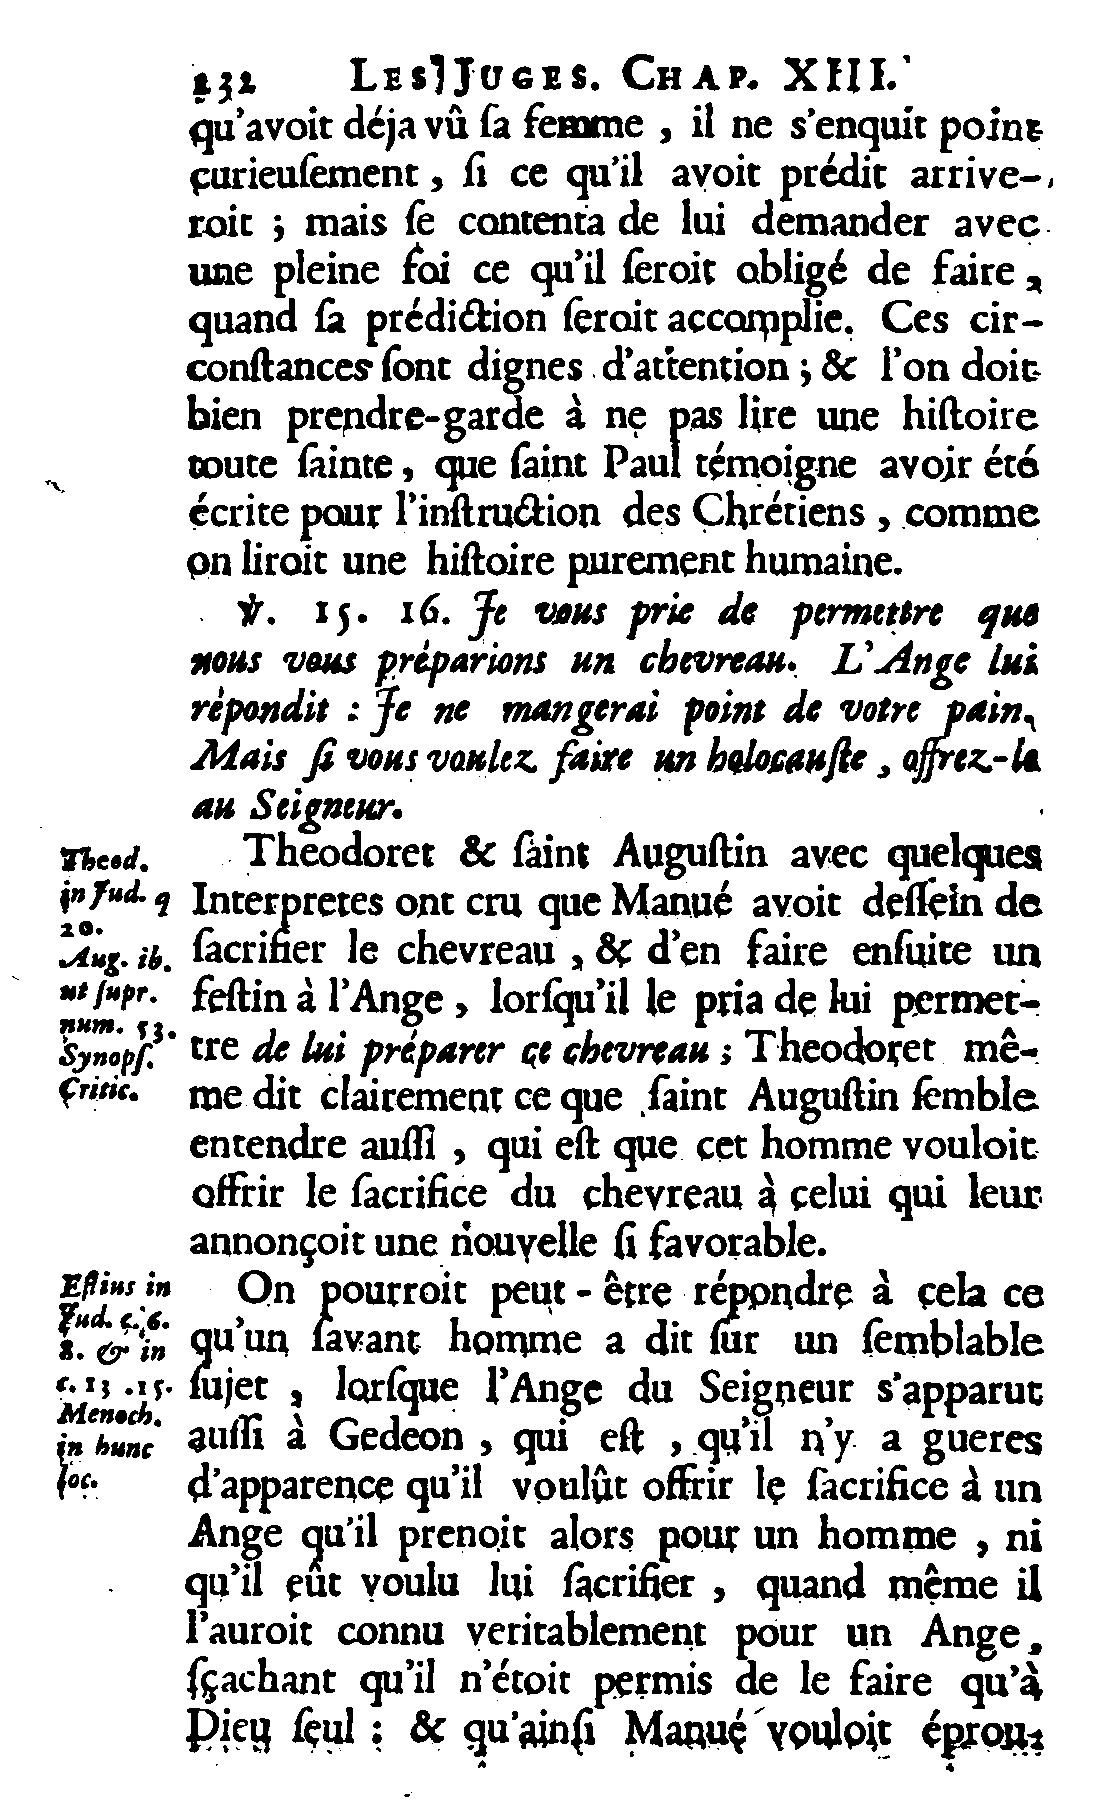 232 LES JUGES. CHAP. XIII.
qu'avoit déja vû ſa femme, il ne s'enquit point
curieuſement, ſi ce qu'il avoit prédit arrive-
roit ; mais ſe contenta de lui demander avec
une pleine foi ce qu'il ſeroit obligé de faire,
quand ſa prédiction ſeroit accomplie. Ces cir-
conſtances ſont dignes d'attention ; & l'on doit
bien prendre-garde à ne pas lire une hiſtoire
toute ſainte, que ſaint Paul témoigne avoir été
écrite pour l'inſtruction des Chrétiens, comme
on liroit une hiſtoire purement humaine.
℣. 15. 16. Je vous prie de permettre que
nous vous préparions un chevreau. L'Ange lui
répondit : Je ne mangerai point de votre pain.
Mais ſi vous voulez faire un holocauſte, offrez-le
au Seigneur.
Theodoret & ſaint Auguſtin avec quelques
Interpretes ont cru que Manué avoit deſſein de
ſacrifier le chevreau, & d'en faire enſuite un
feſtin à l'Ange, lorſqu'il le pria de lui permet-
tre de lui préparer ce chevreau ; Theodoret mê-
me dit clairement ce que ſaint Auguſtin ſemble
entendre auſſi, qui eſt que cet homme vouloit
offrir le ſacrifice du chevreau à celui qui leur
annonçoit une nouvelle ſi favorable.
Theod.
in Jud. q
20.
Aug. ib.
ut ſupr.
num. 53.
Synopſ.
Critic.
On pourroit peut-être répondre à cela ce
qu'un ſavant homme a dit ſur un ſemblable
ſujet, lorſque l'Ange du Seigneur s'apparut
auſſi à Gedeon, qui eſt, qu'il n'y a gueres
d'apparence qu'il voulût offrir le ſacrifice à un
Ange qu'il prenoit alors pour un homme, ni
qu'il eût voulu lui ſacrifier, quand même il
l'auroit connu veritablement pour un Ange,
ſçachant qu'il n'étoit permis de le faire qu'à
Dieu ſeul : & qu'ainſi Manué vouloit éprou-
Eſtius in
Jud. c. 6.
8. & in
c. 13. 15.
Menoch.
in hunc
loc.